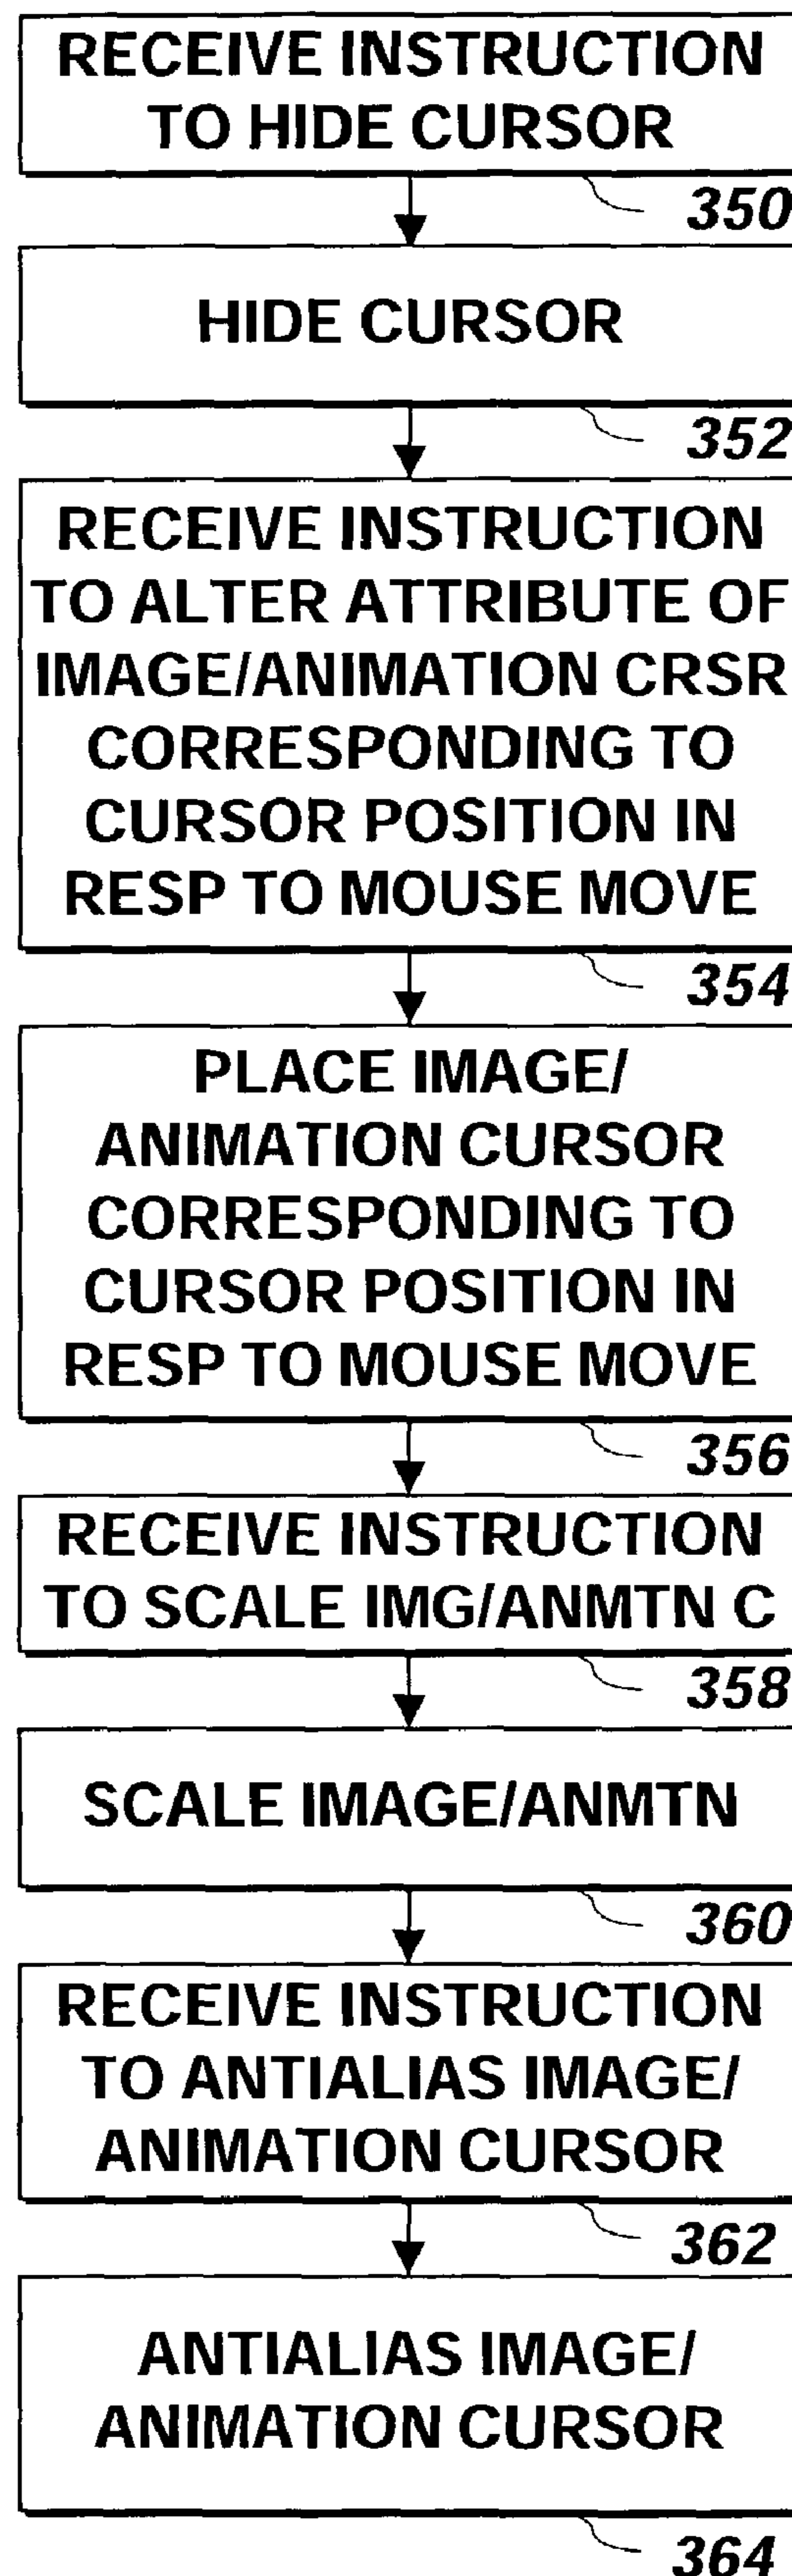 RECEIVE INSTRUCTION
TO HIDE CURSOR
350
HIDE CURSOR
352
RECEIVE INSTRUCTION
TO ALTER ATTRIBUTE OF
IMAGE/ANIMATION CRSR
CORRESPONDING TO
CURSOR POSITION IN
RESP TO MOUSE MOVE
354
PLACE IMAGE/
ANIMATION CURSOR
CORRESPONDING TO
CURSOR POSITION IN
RESP TO MOUSE MOVE
356
RECEIVE INSTRUCTION
TO SCALE IMG/ANMTN C
358
SCALE IMAGE/ANMTN
360
RECEIVE INSTRUCTION
TO ANTIALIAS IMAGE/
ANIMATION CURSOR
362
ANTIALIAS IMAGE/
ANIMATION CURSOR
364